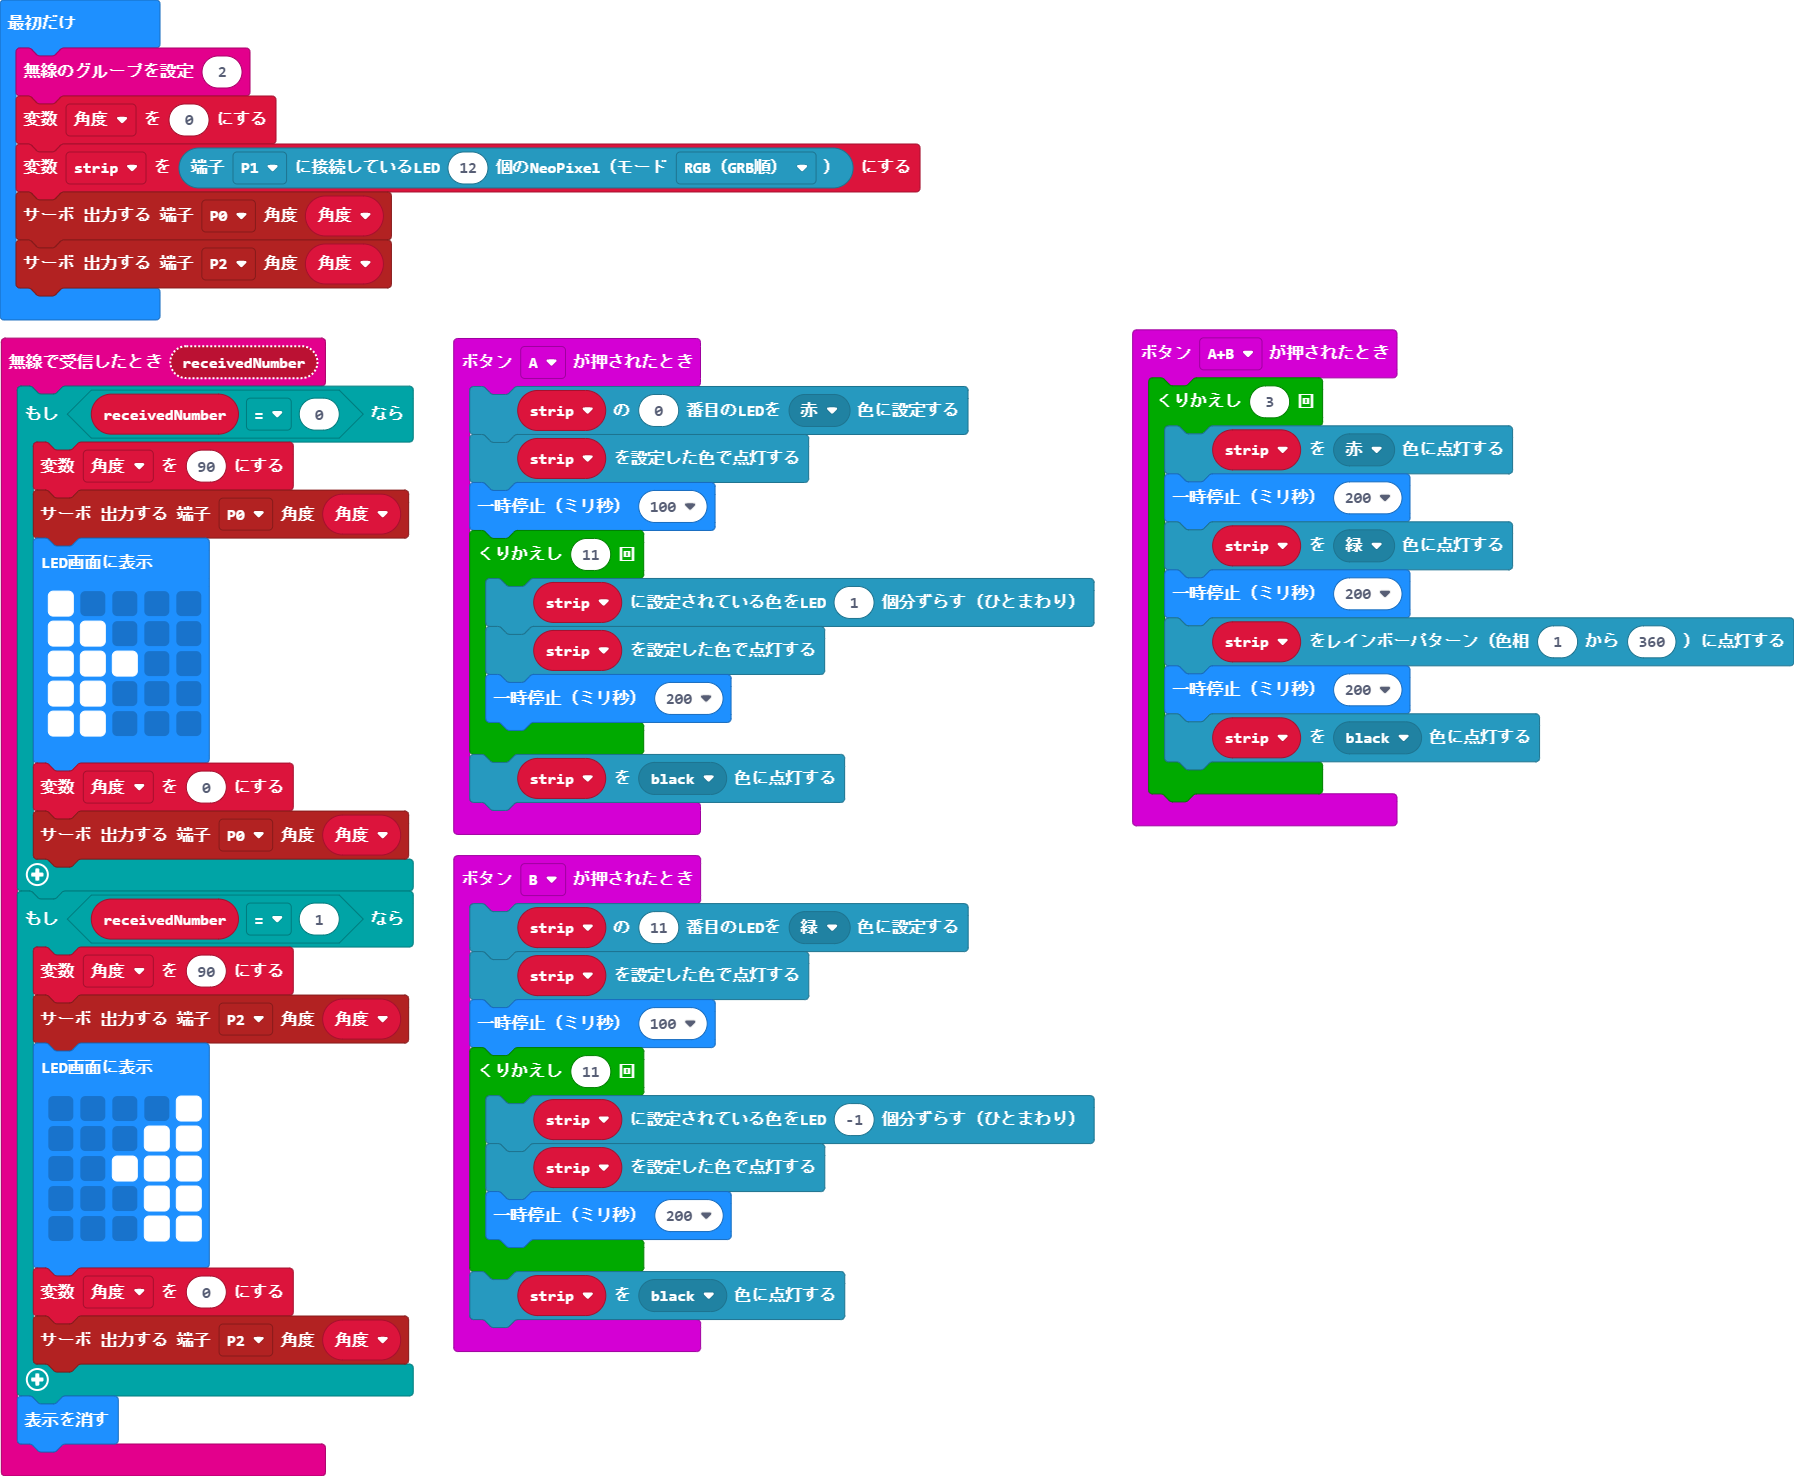 最初だけ
無線のグループを設定 2
変数 角度 を 0 にする
変数 strip を 端子 P1 に接続しているLED 12 個のNeoPixel（モード RGB（GRB順） ） にする
サーボ 出力する 端子 P0 角度 角度
サーボ 出力する 端子 P2 角度 角度
無線で受信したとき receivedNumber
もし receivedNumber = 0 なら
変数 角度 を 90 にする
サーボ 出力する 端子 P0 角度 角度
LED画面に表示
変数 角度 を 0 にする
サーボ 出力する 端子 P0 角度 角度
もし receivedNumber = 1 なら
変数 角度 を 90 にする
サーボ 出力する 端子 P2 角度 角度
LED画面に表示
変数 角度 を 0 にする
サーボ 出力する 端子 P2 角度 角度
表示を消す
ボタン A が押されたとき
strip の 0 番目のLEDを 赤 色に設定する
strip を設定した色で点灯する
一時停止（ミリ秒） 100
くりかえし 11 回
strip に設定されている色をLED 1 個分ずらす（ひとまわり）
strip を設定した色で点灯する
一時停止（ミリ秒） 200
strip を black 色に点灯する
ボタン B が押されたとき
strip の 11 番目のLEDを 緑 色に設定する
strip を設定した色で点灯する
一時停止（ミリ秒） 100
くりかえし 11 回
strip に設定されている色をLED -1 個分ずらす（ひとまわり）
strip を設定した色で点灯する
一時停止（ミリ秒） 200
strip を black 色に点灯する
ボタン A+B が押されたとき
くりかえし 3 回
strip を 赤 色に点灯する
一時停止（ミリ秒） 200
strip を 緑 色に点灯する
一時停止（ミリ秒） 200
strip をレインボーパターン（色相 1 から 360 ）に点灯する
一時停止（ミリ秒） 200
strip を black 色に点灯する